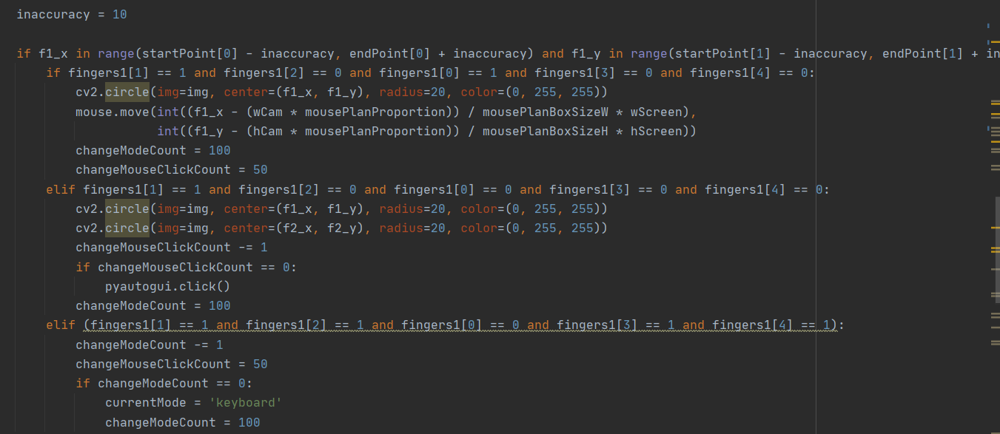 inaccuracy = 10
if f1_x in range(startPoint[0] - inaccuracy, endPoint[0] + inaccuracy) and f1_y in range(startPoint[1] - inaccuracy, endPoint[1] + in
if fingers1[1] == 1 and fingers1[2] == 0 and fingers1[0] == 1 and fingers1[3] == 0 and fingers1[4] == 0:
cv2.circle(img=img, center=(f1_x, f1_y), radius=20, color=(0, 255, 255))
mouse.move(int((f1_x - (wCam * mousePlanProportion)) / mousePlanBoxSizeW * wScreen),
int((f1_y - (hCam * mousePlanProportion)) / mousePlanBoxSizeH * hScreen))
changeModeCount = 100
changeMouseClickCount = 50
elif fingers1[1] == 1 and fingers1[2] == 0 and fingers1[0] == 0 and fingers1[3] == 0 and fingers1[4] == 0:
cv2.circle(img=img, center=(f1_x, f1_y), radius=20, color=(0, 255, 255))
cv2.circle(img=img, center=(f2_x, f2_y), radius=20, color=(0, 255, 255))
changeMouseClickCount -= 1
if changeMouseClickCount == 0:
pyautogui.click()
changeModeCount = 100
elif (fingers1[1] == 1 and fingers1[2] == 1 and fingers1[0] == 0 and fingers1[3] == 1 and fingers1[4] == 1):
changeModeCount -= 1
changeMouseClickCount = 50
if changeModeCount == 0:
currentMode = 'keyboard'
changeModeCount = 100